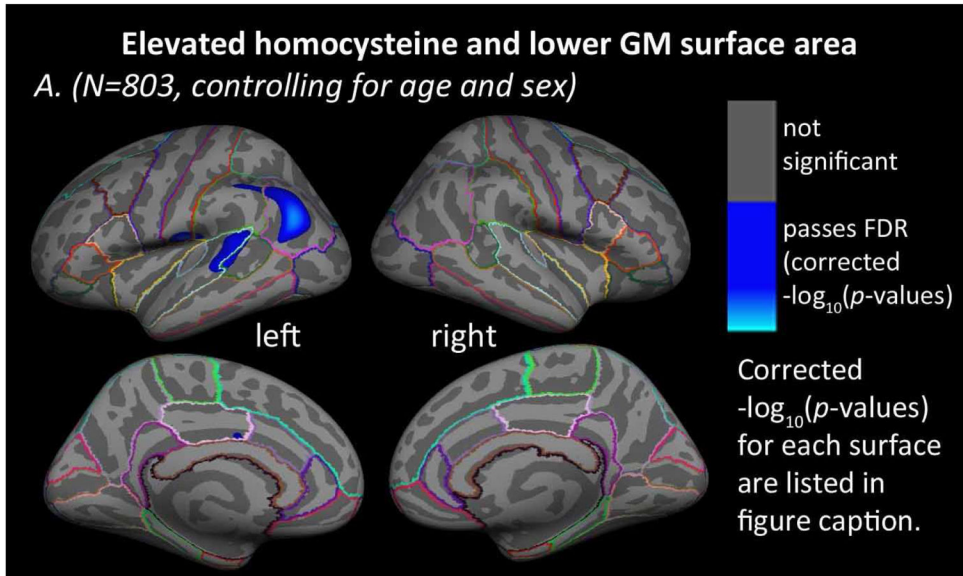 Elevated homocysteine and lower GM surface area
A. (N=803, controlling for age and sex)
not
significant
passes FDR
(corrected
-log₁₀(p-values)
left
right
Corrected
-log₁₀(p-values)
for each surface
are listed in
figure caption.